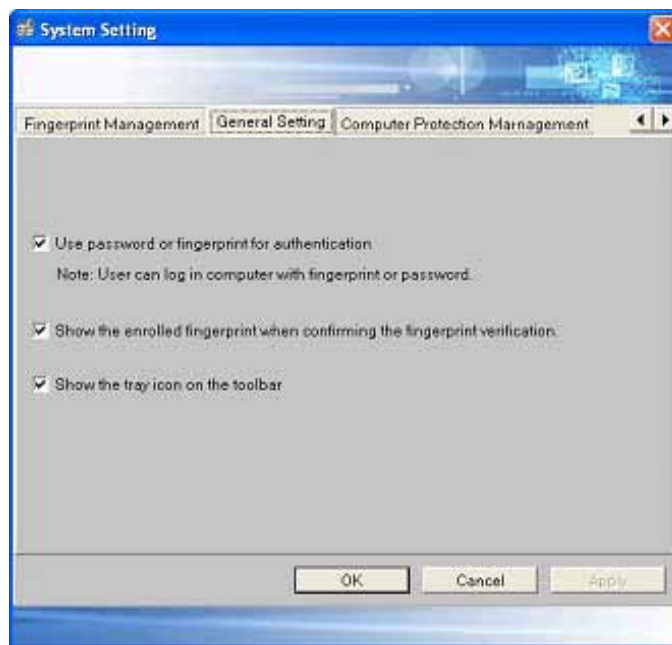 System Setting
Fingerprint Management
General Setting
Computer Protection Marnagement
Use password or fingerprint for authentication
Note: User can log in computer with fingerprint or password.
Show the enrolled fingerprint when confirming the fingerprint verification.
Show the tray icon on the toolbar
OK
Cancel
Apply